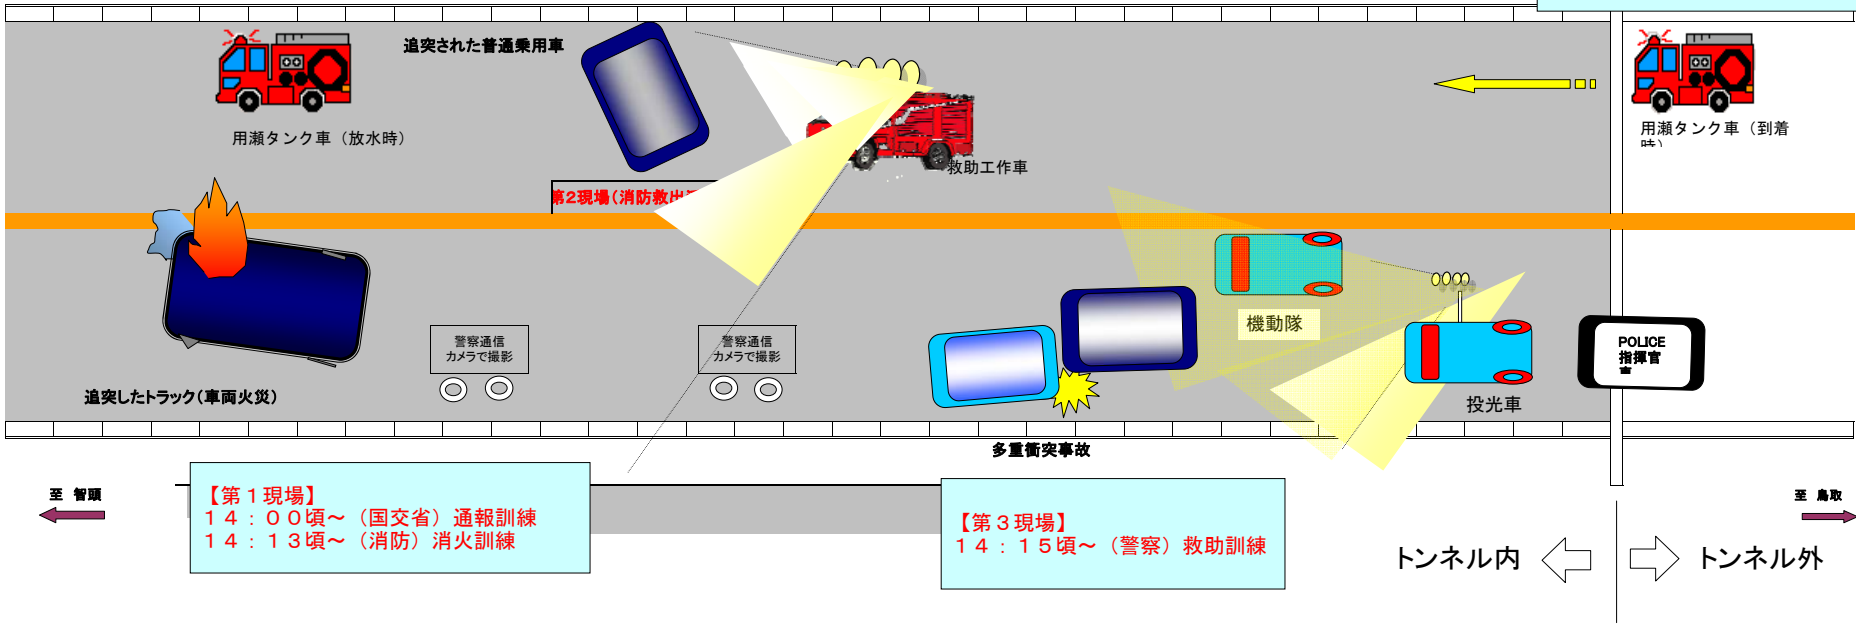 追突された普通乗用車
用瀬タンク車（放水時）
救助工作車
用瀬タンク車（到着
時）
第2現場（消防救出
機動隊
警察通信
カメラで撮影
警察通信
カメラで撮影
POLICE
指揮官
車
追突したトラック（車両火災）
投光車
多重衝突事故
至 智頭
【第１現場】
１４：００頃～（国交省）通報訓練
１４：１３頃～（消防）消火訓練
【第３現場】
１４：１５頃～（警察）救助訓練
至 鳥取
トンネル内
トンネル外